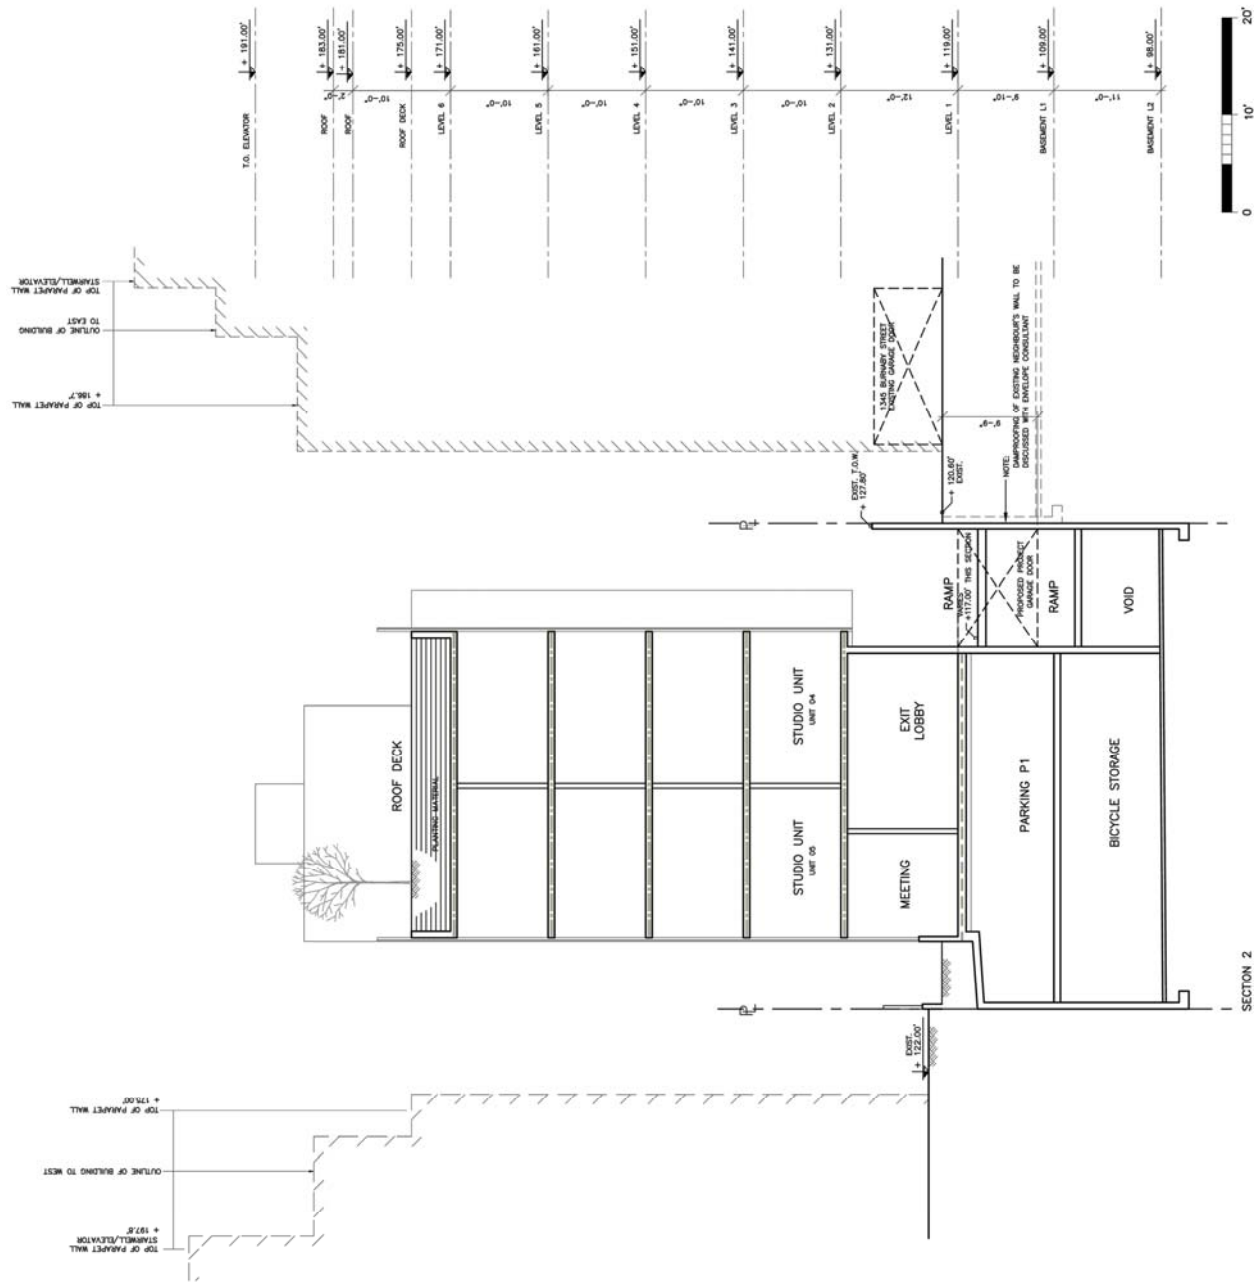 + 191.00'
+ 183.00'
+ 181.00'
+ 175.00'
+ 171.00'
+ 161.00'
+ 151.00'
+ 141.00'
+ 131.00'
+ 119.00'
+ 109.00'
+ 98.00'
2'-0"
10'-0"
10'-0"
10'-0"
10'-0"
10'-0"
12'-0"
9'-10"
11'-0"
T.O. ELEVATOR
ROOF
ROOF
ROOF DECK
LEVEL 6
LEVEL 5
LEVEL 4
LEVEL 3
LEVEL 2
LEVEL 1
BASEMENT L1
BASEMENT L2
0
10'
20'
TOP OF PARAPET WALL
STAIRWELL/ELEVATOR
OUTLINE OF BUILDING
TO EAST
TOP OF PARAPET WALL
+ 186.7'
1345 BURNABY STREET
EXISTING GARAGE DOOR
9'-9"
NOTE:
DAMPROOFING OF EXISTING NEIGHBOUR'S WALL TO BE
DISCUSSED WITH ENVELOPE CONSULTANT
EXIST. T.O.W.
+ 127.80'
+ 120.60'
EXIST.
PL
RAMP
VARIES
+117.00' THIS SECTION
PROPOSED PROJECT
GARAGE DOOR
RAMP
VOID
ROOF DECK
PLANTING MATERIAL
STUDIO UNIT
UNIT 04
STUDIO UNIT
UNIT 05
EXIT
LOBBY
MEETING
PARKING P1
BICYCLE STORAGE
PL
EXIST.
+ 122.00'
TOP OF PARAPET WALL
+ 175.00'
OUTLINE OF BUILDING TO WEST
TOP OF PARAPET WALL
STAIRWELL/ELEVATOR
+ 197.8'
SECTION 2